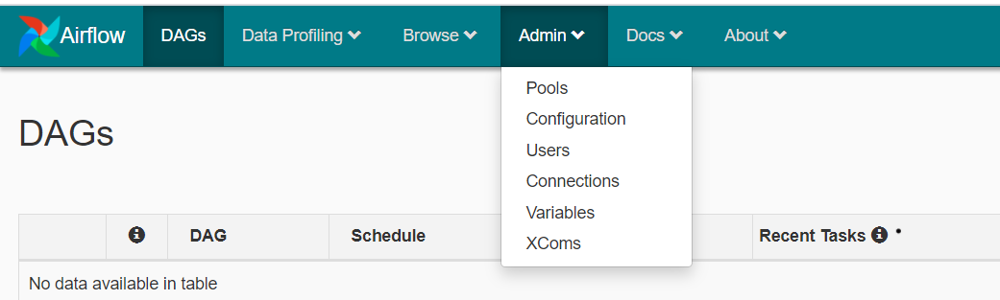 Airflow DAGs Data Profiling Browse Admin Docs About
Pools
Configuration
Users
Connections
Variables
XComs
DAGs
DAG Schedule Recent Tasks
No data available in table